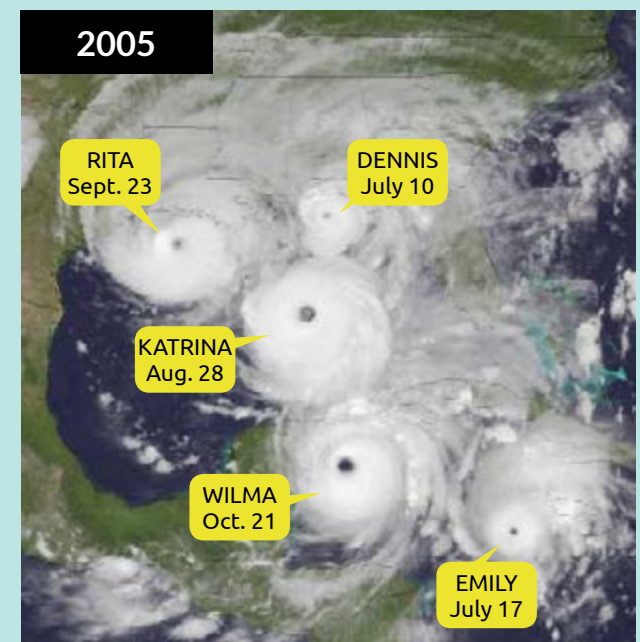 2005
RITA
Sept. 23
DENNIS
July 10
KATRINA
Aug. 28
WILMA
Oct. 21
EMILY
July 17